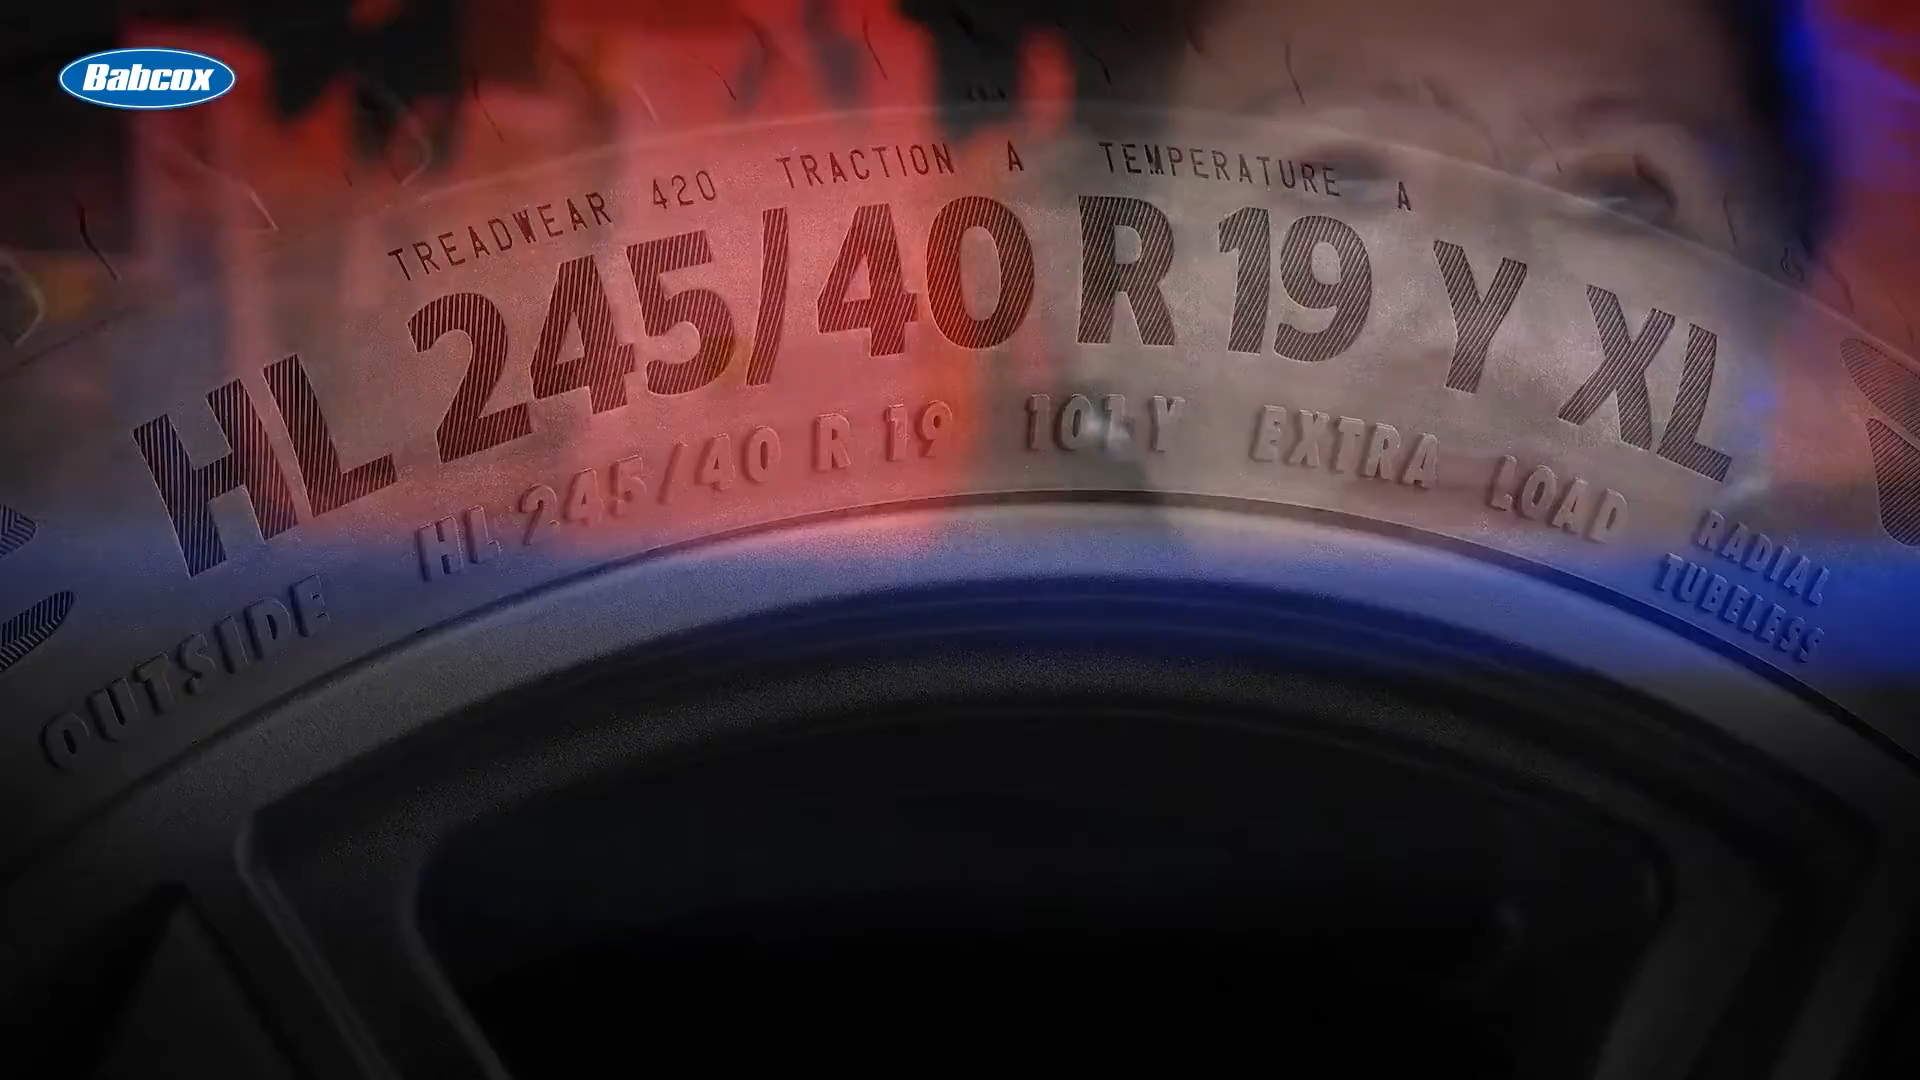 Babcox
TREADWEAR 420 TRACTION A TEMPERATURE A
HL 245/40 R 19 Y XL
HL 245/40 R 19 101Y EXTRA LOAD
RADIAL
TUBELESS
OUTSIDE